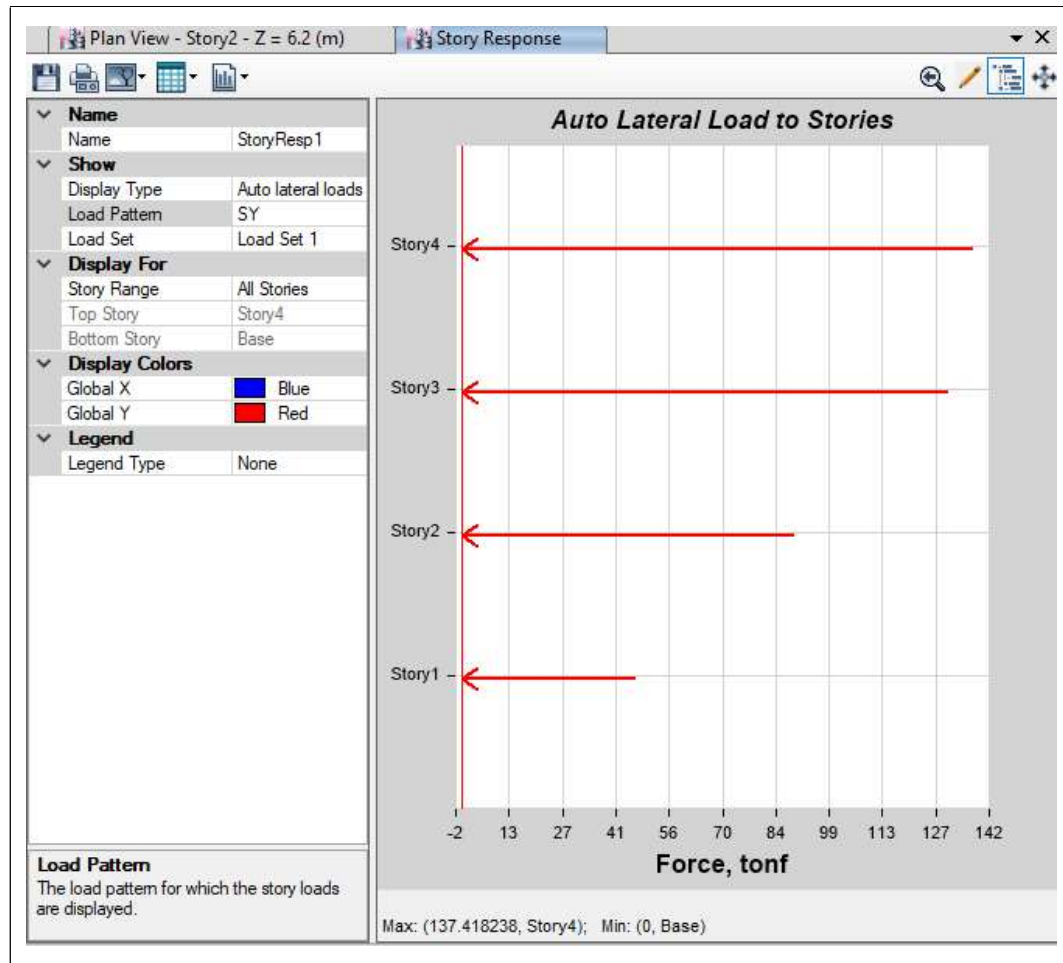 Plan View - Story2 - Z = 6.2 (m)
Story Response
Name
Name StoryResp1
Show
Display Type Auto lateral loads
Load Pattern SY
Load Set Load Set 1
Display For
Story Range All Stories
Top Story Story4
Bottom Story Base
Display Colors
Global X Blue
Global Y Red
Legend
Legend Type None
Load Pattern
The load pattern for which the story loads
are displayed.
Auto Lateral Load to Stories
Story4
Story3
Story2
Story1
-2 13 27 41 56 70 84 99 113 127 142
Force, tonf
Max: (137.418238, Story4); Min: (0, Base)